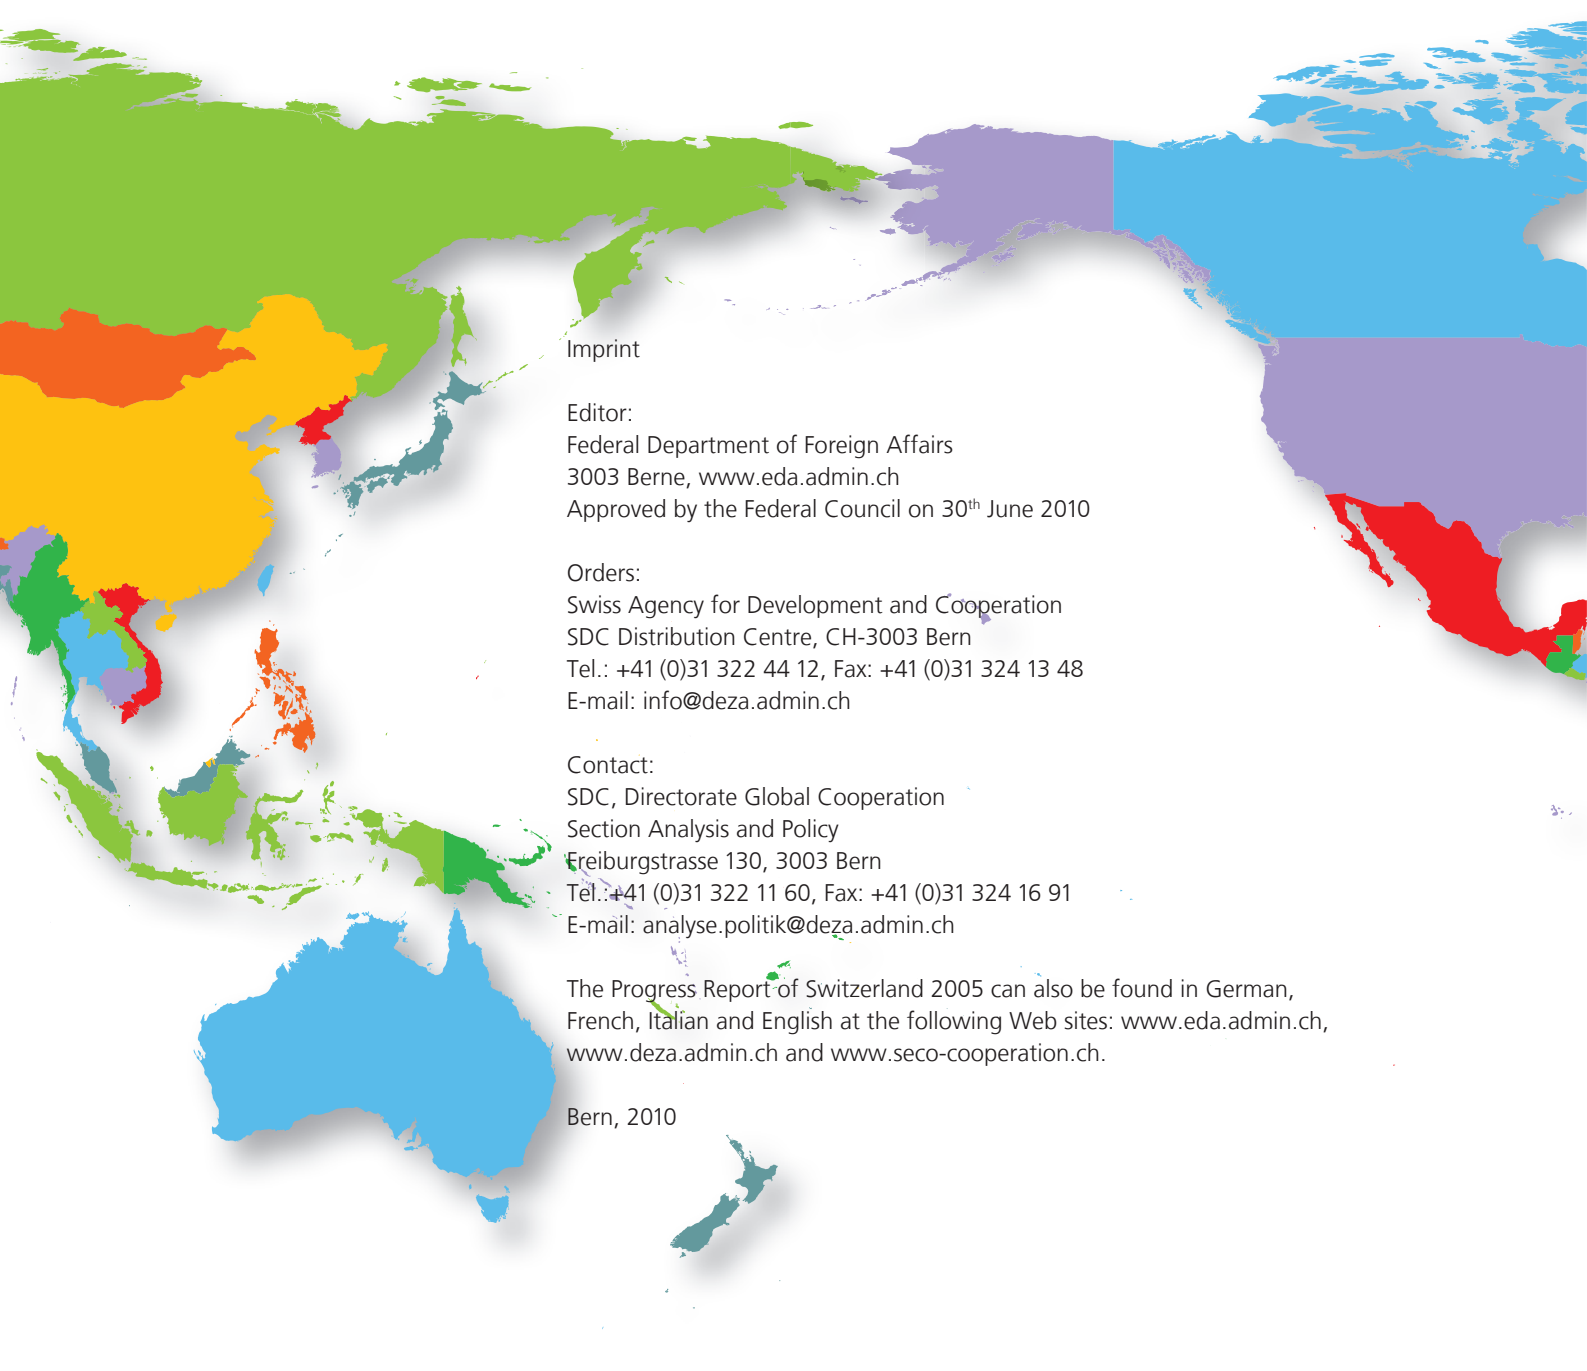 Imprint
Editor:
Federal Department of Foreign Affairs
3003 Berne, www.eda.admin.ch
Approved by the Federal Council on 30th June 2010
Orders:
Swiss Agency for Development and Cooperation
SDC Distribution Centre, CH-3003 Bern
Tel.: +41 (0)31 322 44 12, Fax: +41 (0)31 324 13 48
E-mail: info@deza.admin.ch
Contact:
SDC, Directorate Global Cooperation
Section Analysis and Policy
Freiburgstrasse 130, 3003 Bern
Tel.:+41 (0)31 322 11 60, Fax: +41 (0)31 324 16 91
E-mail: analyse.politik@deza.admin.ch
The Progress Report of Switzerland 2005 can also be found in German,
French, Italian and English at the following Web sites: www.eda.admin.ch,
www.deza.admin.ch and www.seco-cooperation.ch.
Bern, 2010